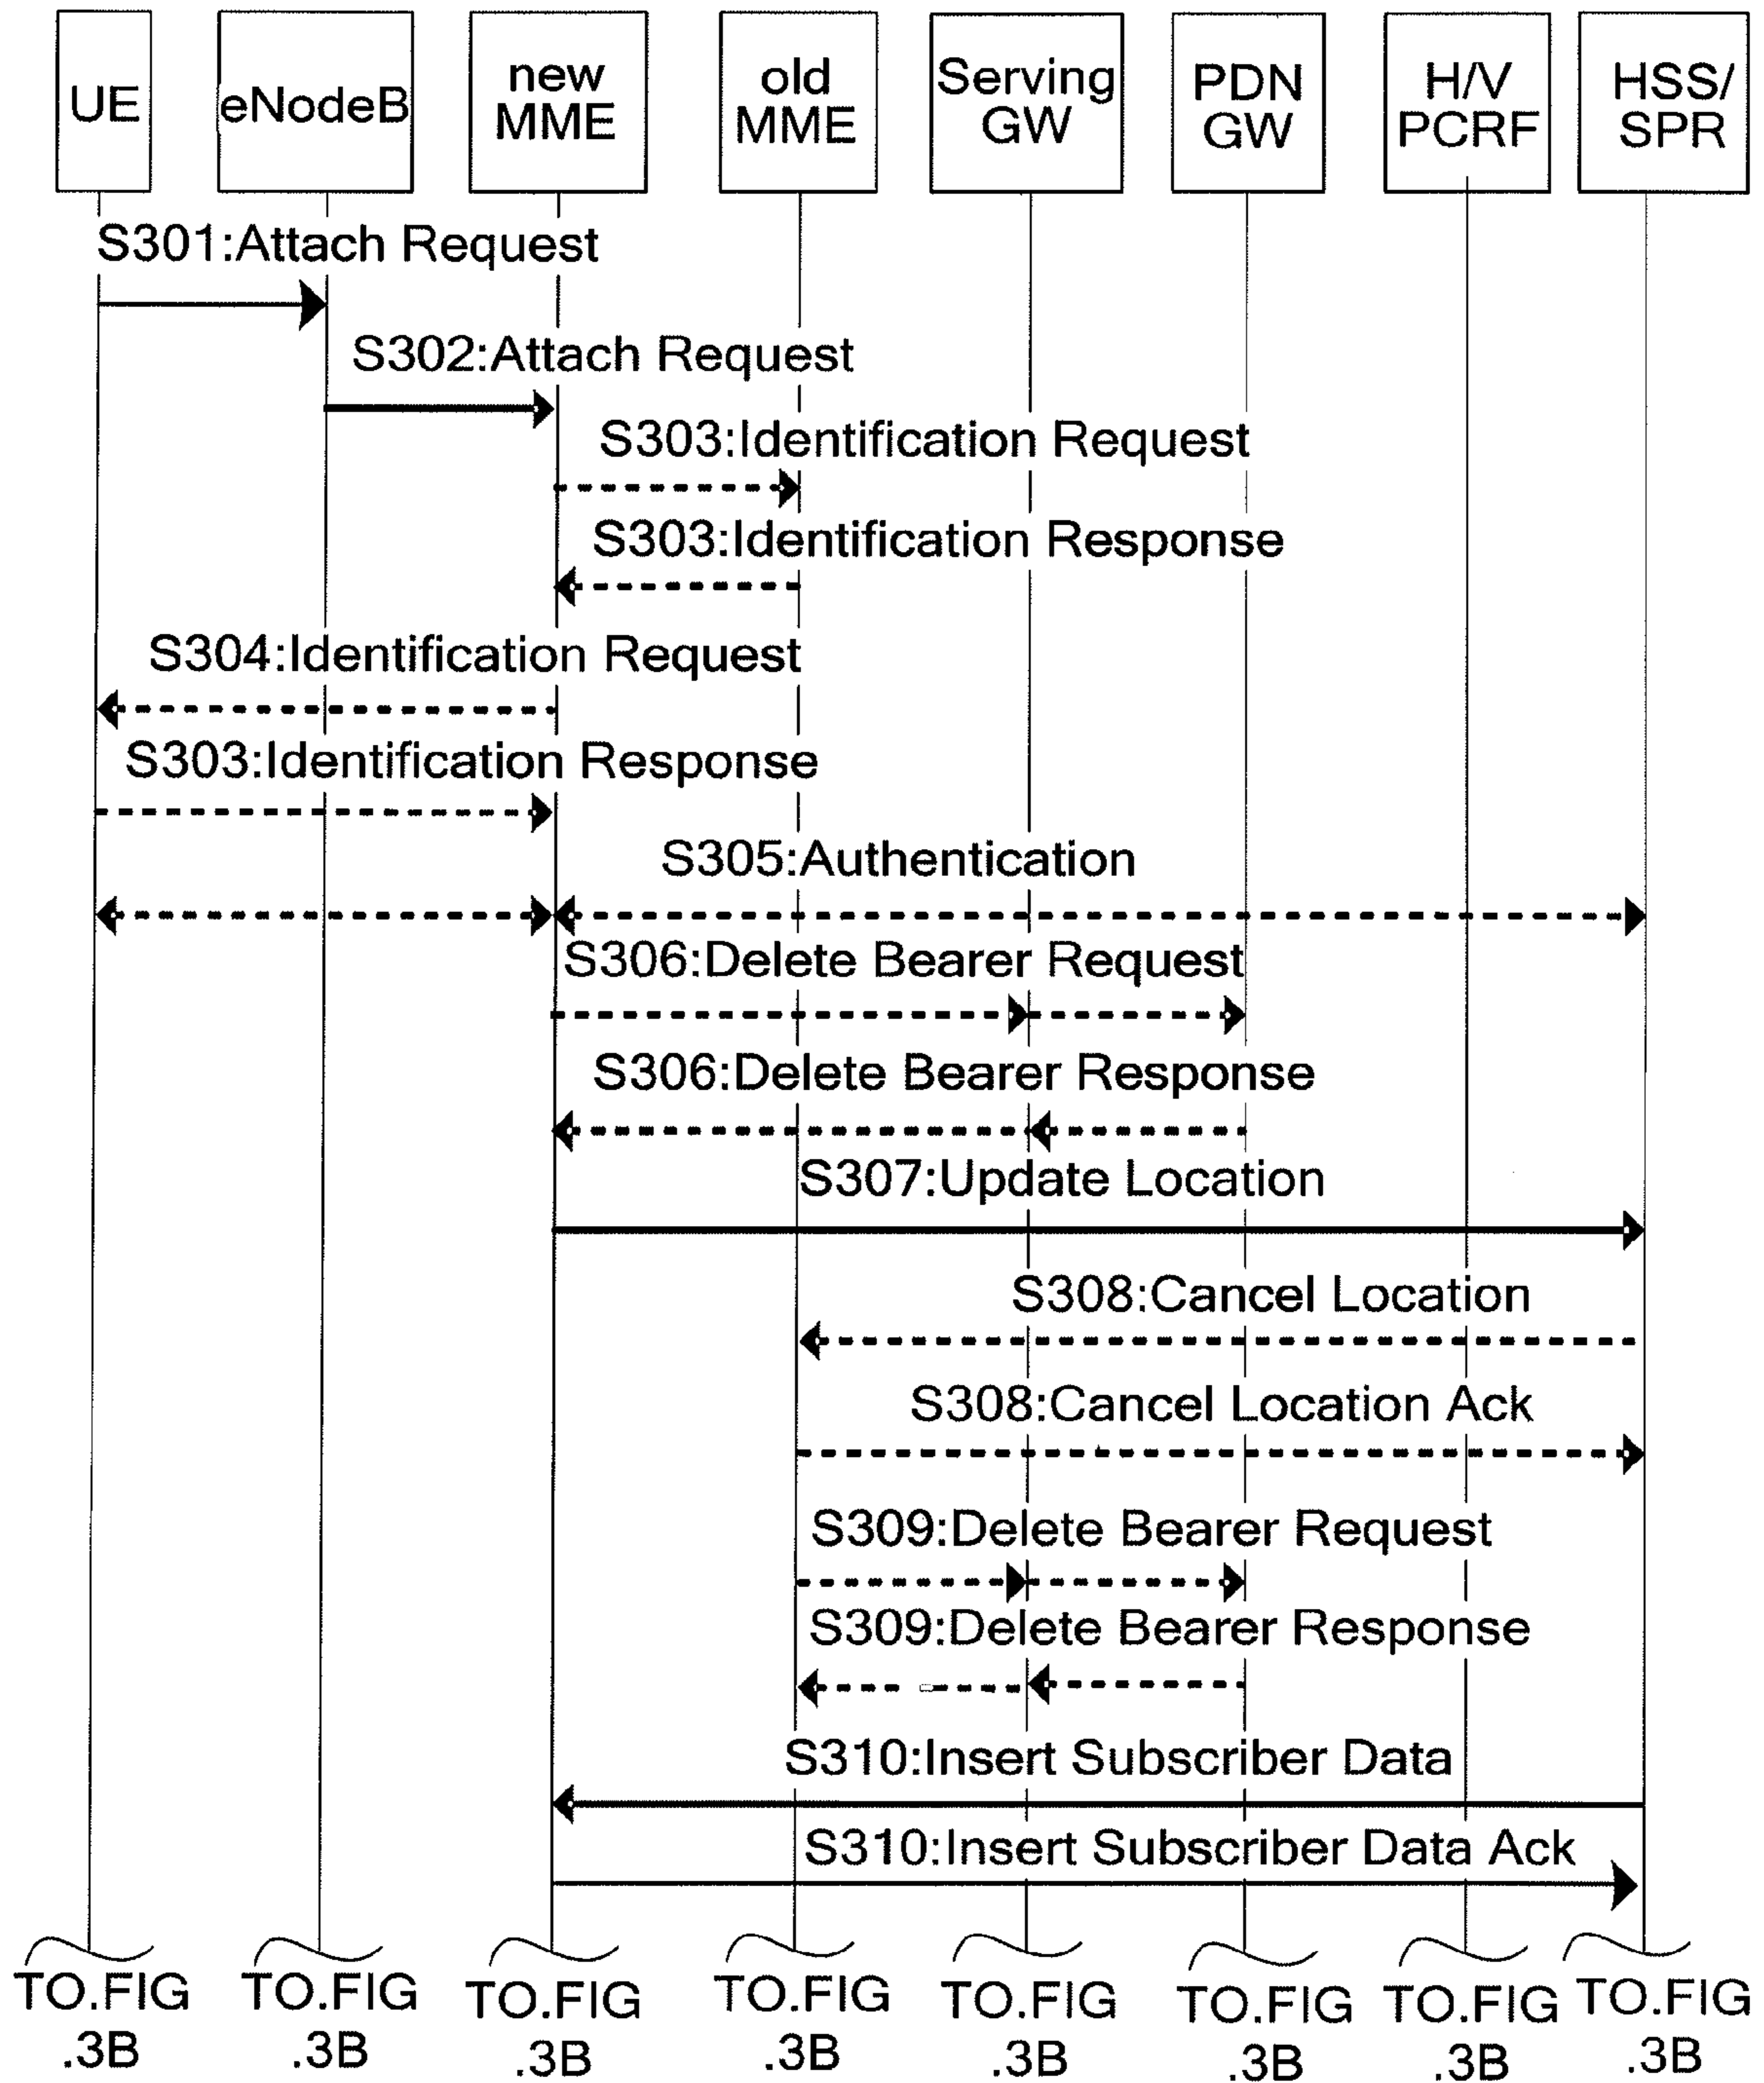 UE
eNodeB
new
MME
old
MME
Serving
GW
PDN
GW
H/V
PCRF
HSS/
SPR
S301:Attach Request
S302:Attach Request
S303:Identification Request
S303:Identification Response
S304:Identification Request
S303:Identification Response
S305:Authentication
S306:Delete Bearer Request
S306:Delete Bearer Response
S307:Update Location
S308:Cancel Location
S308:Cancel Location Ack
S309:Delete Bearer Request
S309:Delete Bearer Response
S310:Insert Subscriber Data
S310:Insert Subscriber Data Ack
TO.FIG
.3B
TO.FIG
.3B
TO.FIG
.3B
TO.FIG
.3B
TO.FIG
.3B
TO.FIG
.3B
TO.FIG
.3B
TO.FIG
.3B